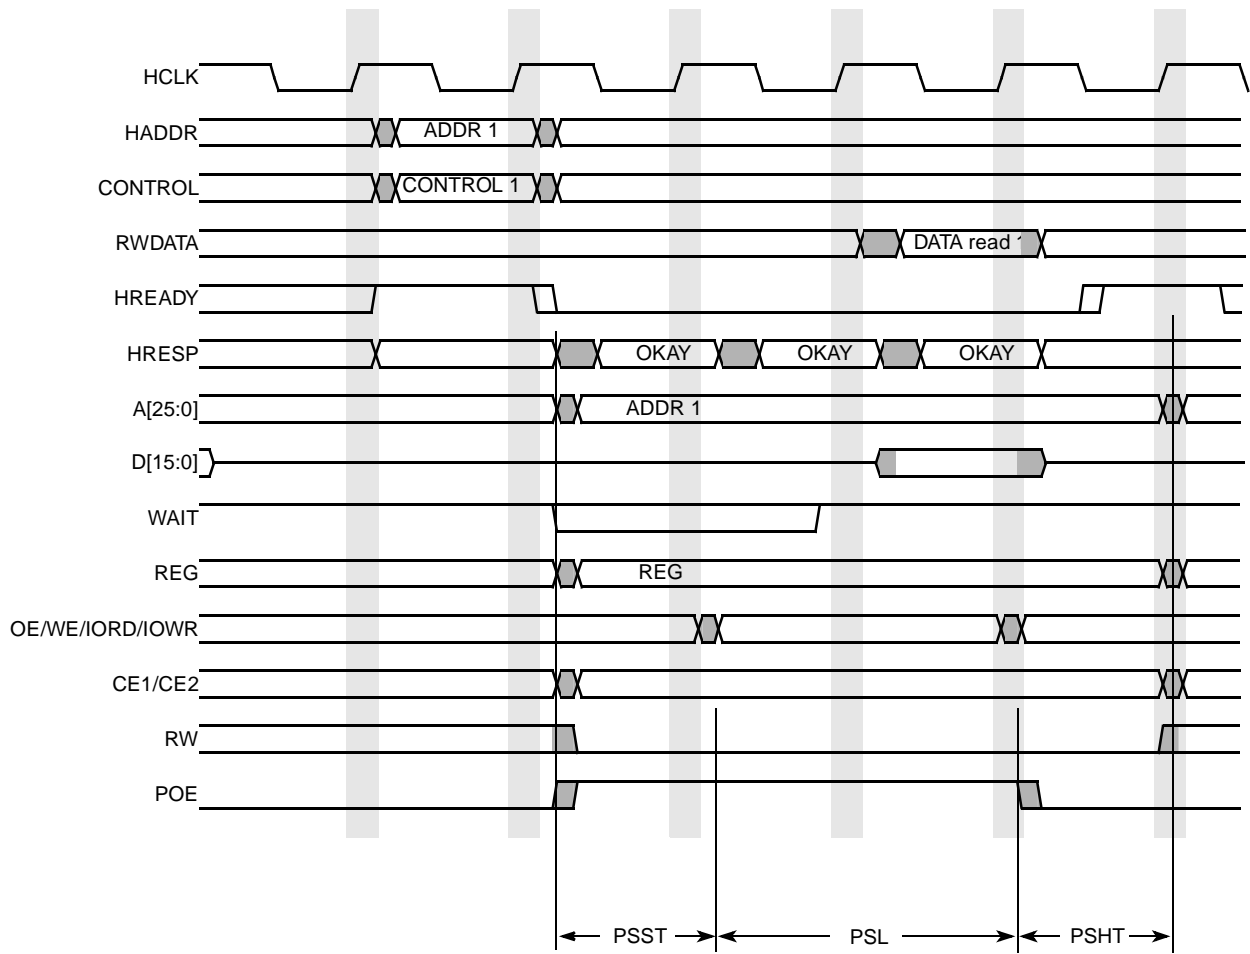 HCLK
HADDR ADDR 1
CONTROL CONTROL 1
RWDATA DATA read 1
HREADY
HRESP OKAY OKAY OKAY
A[25:0] ADDR 1
D[15:0]
WAIT
REG REG
OE/WE/IORD/IOWR
CE1/CE2
RW
POE
PSST PSL PSHT